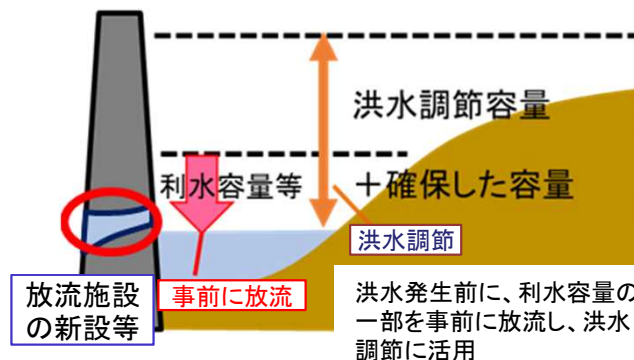 洪水調節容量
利水容量等
＋確保した容量
洪水調節
放流施設
の新設等
事前に放流
洪水発生前に、利水容量の
一部を事前に放流し、洪水
調節に活用